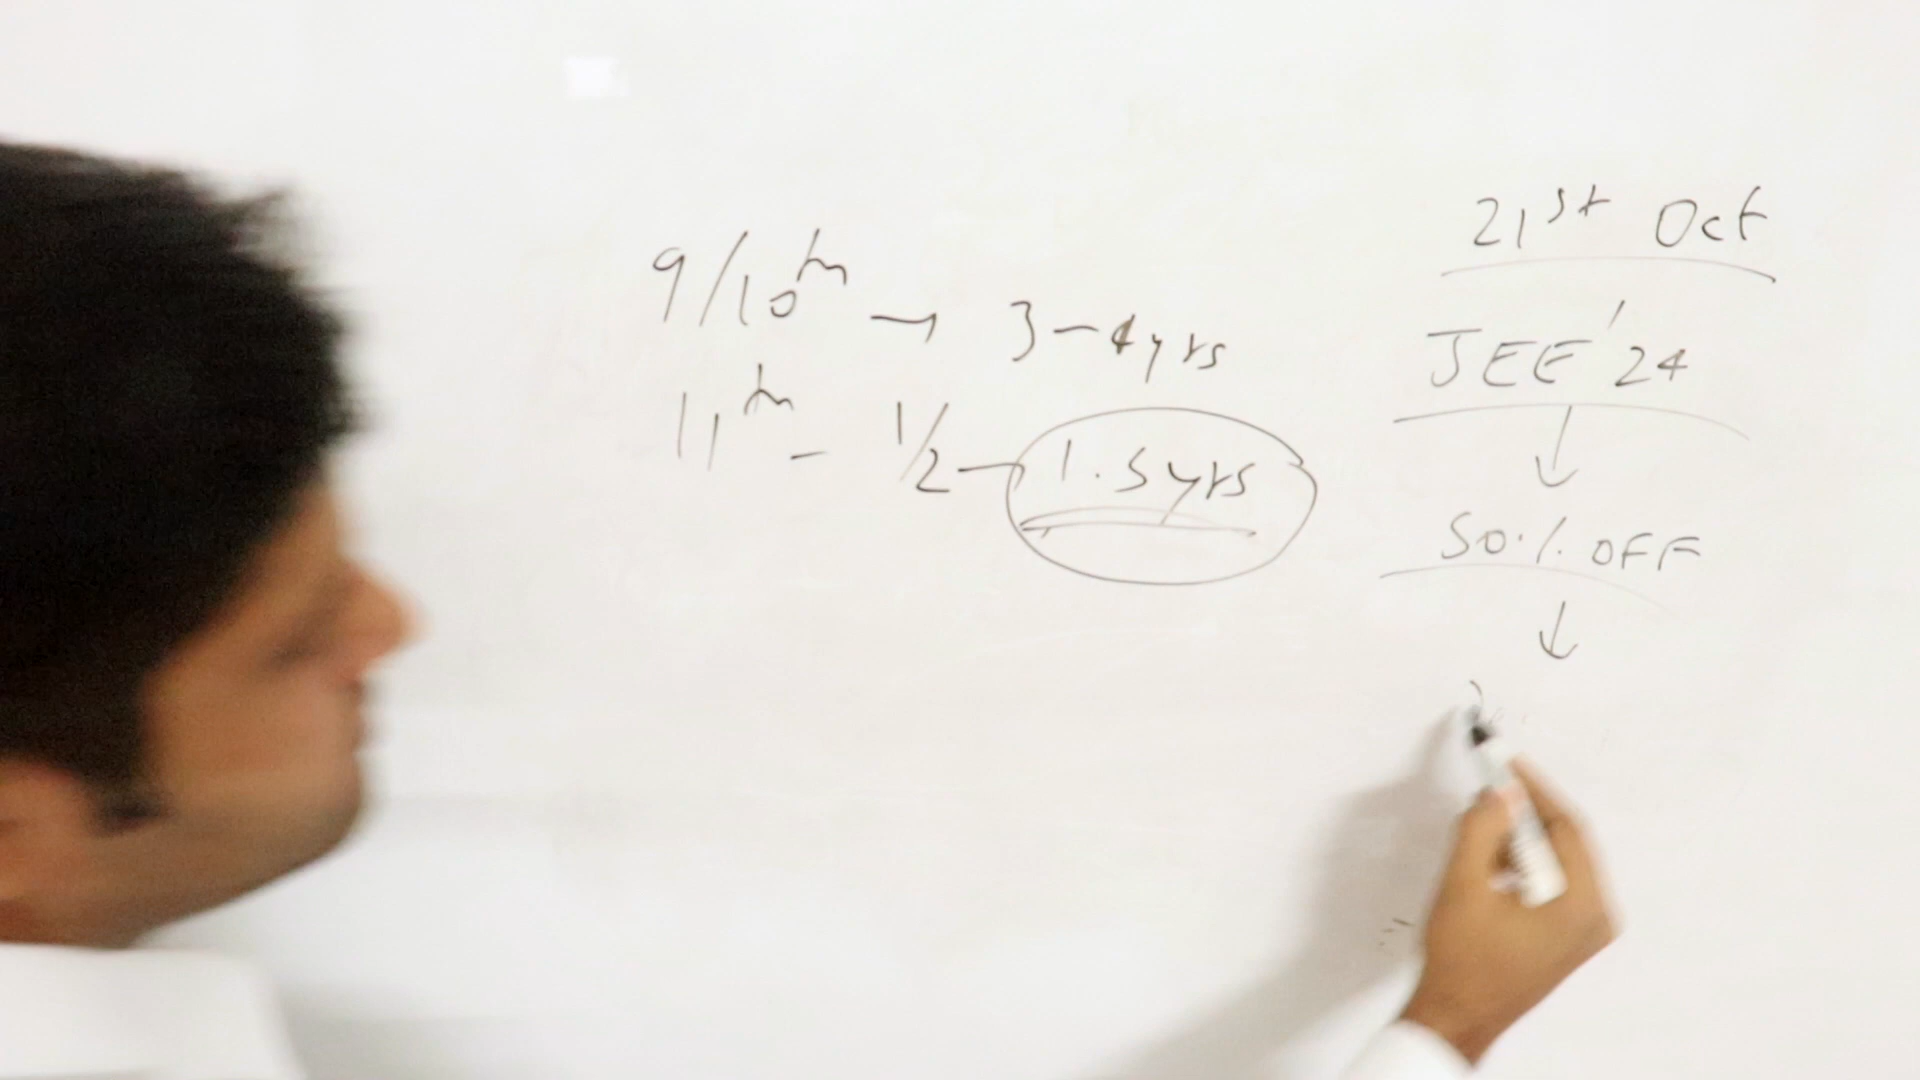 9/10th → 3-4yrs
11th - 1/2 → 1.5yrs
21st Oct
JEE '24
↓
50% OFF
↓